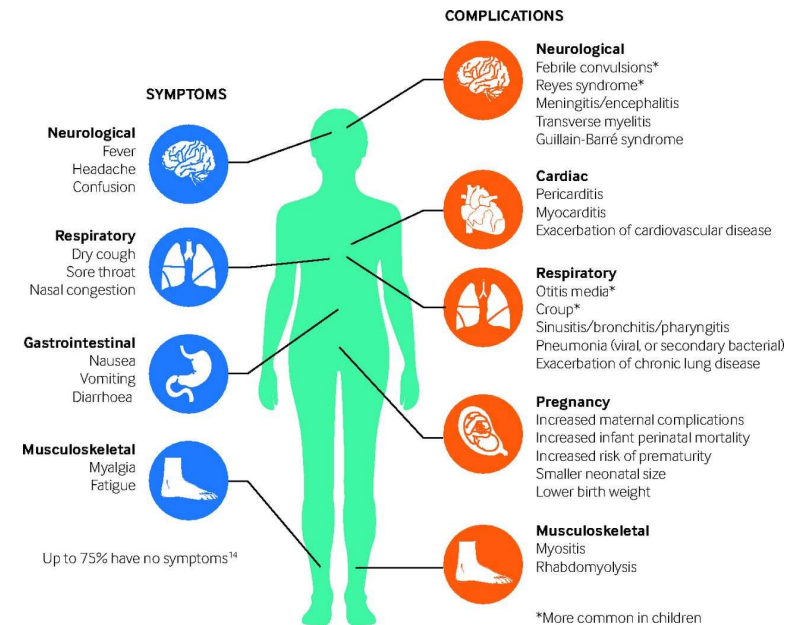 SYMPTOMS
Neurological
Fever
Headache
Confusion
Respiratory
Dry cough
Sore throat
Nasal congestion
Gastrointestinal
Nausea
Vomiting
Diarrhoea
Musculoskeletal
Myalgia
Fatigue
Up to 75% have no symptoms¹⁴
COMPLICATIONS
Neurological
Febrile convulsions*
Reyes syndrome*
Meningitis/encephalitis
Transverse myelitis
Guillain-Barré syndrome
Cardiac
Pericarditis
Myocarditis
Exacerbation of cardiovascular disease
Respiratory
Otitis media*
Croup*
Sinusitis/bronchitis/pharyngitis
Pneumonia (viral, or secondary bacterial)
Exacerbation of chronic lung disease
Pregnancy
Increased maternal complications
Increased infant perinatal mortality
Increased risk of prematurity
Smaller neonatal size
Lower birth weight
Musculoskeletal
Myositis
Rhabdomyolysis
*More common in children